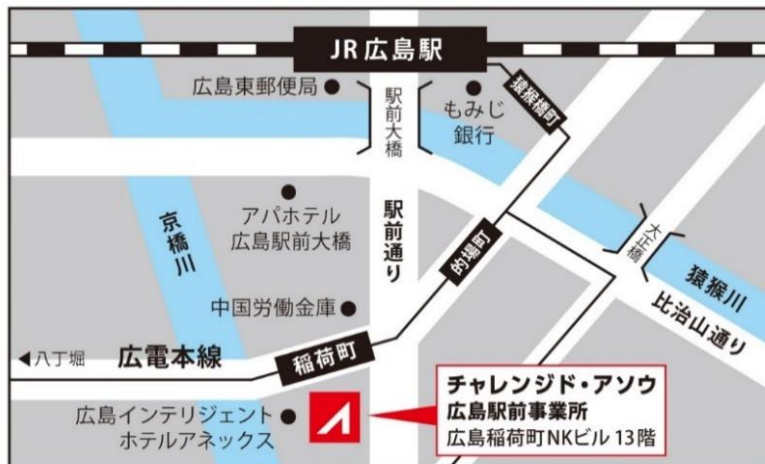 JR広島駅
広島東郵便局
駅前大橋
もみじ
銀行
猿猴橋町
アパホテル
広島駅前大橋
京橋川
駅前通り
的場町
大正橋
猿猴川
比治山通り
中国労働金庫
八丁堀
広電本線
稲荷町
広島インテリジェント
ホテルアネックス
チャレンジド・アソウ
広島駅前事業所
広島稲荷町NKビル 13階